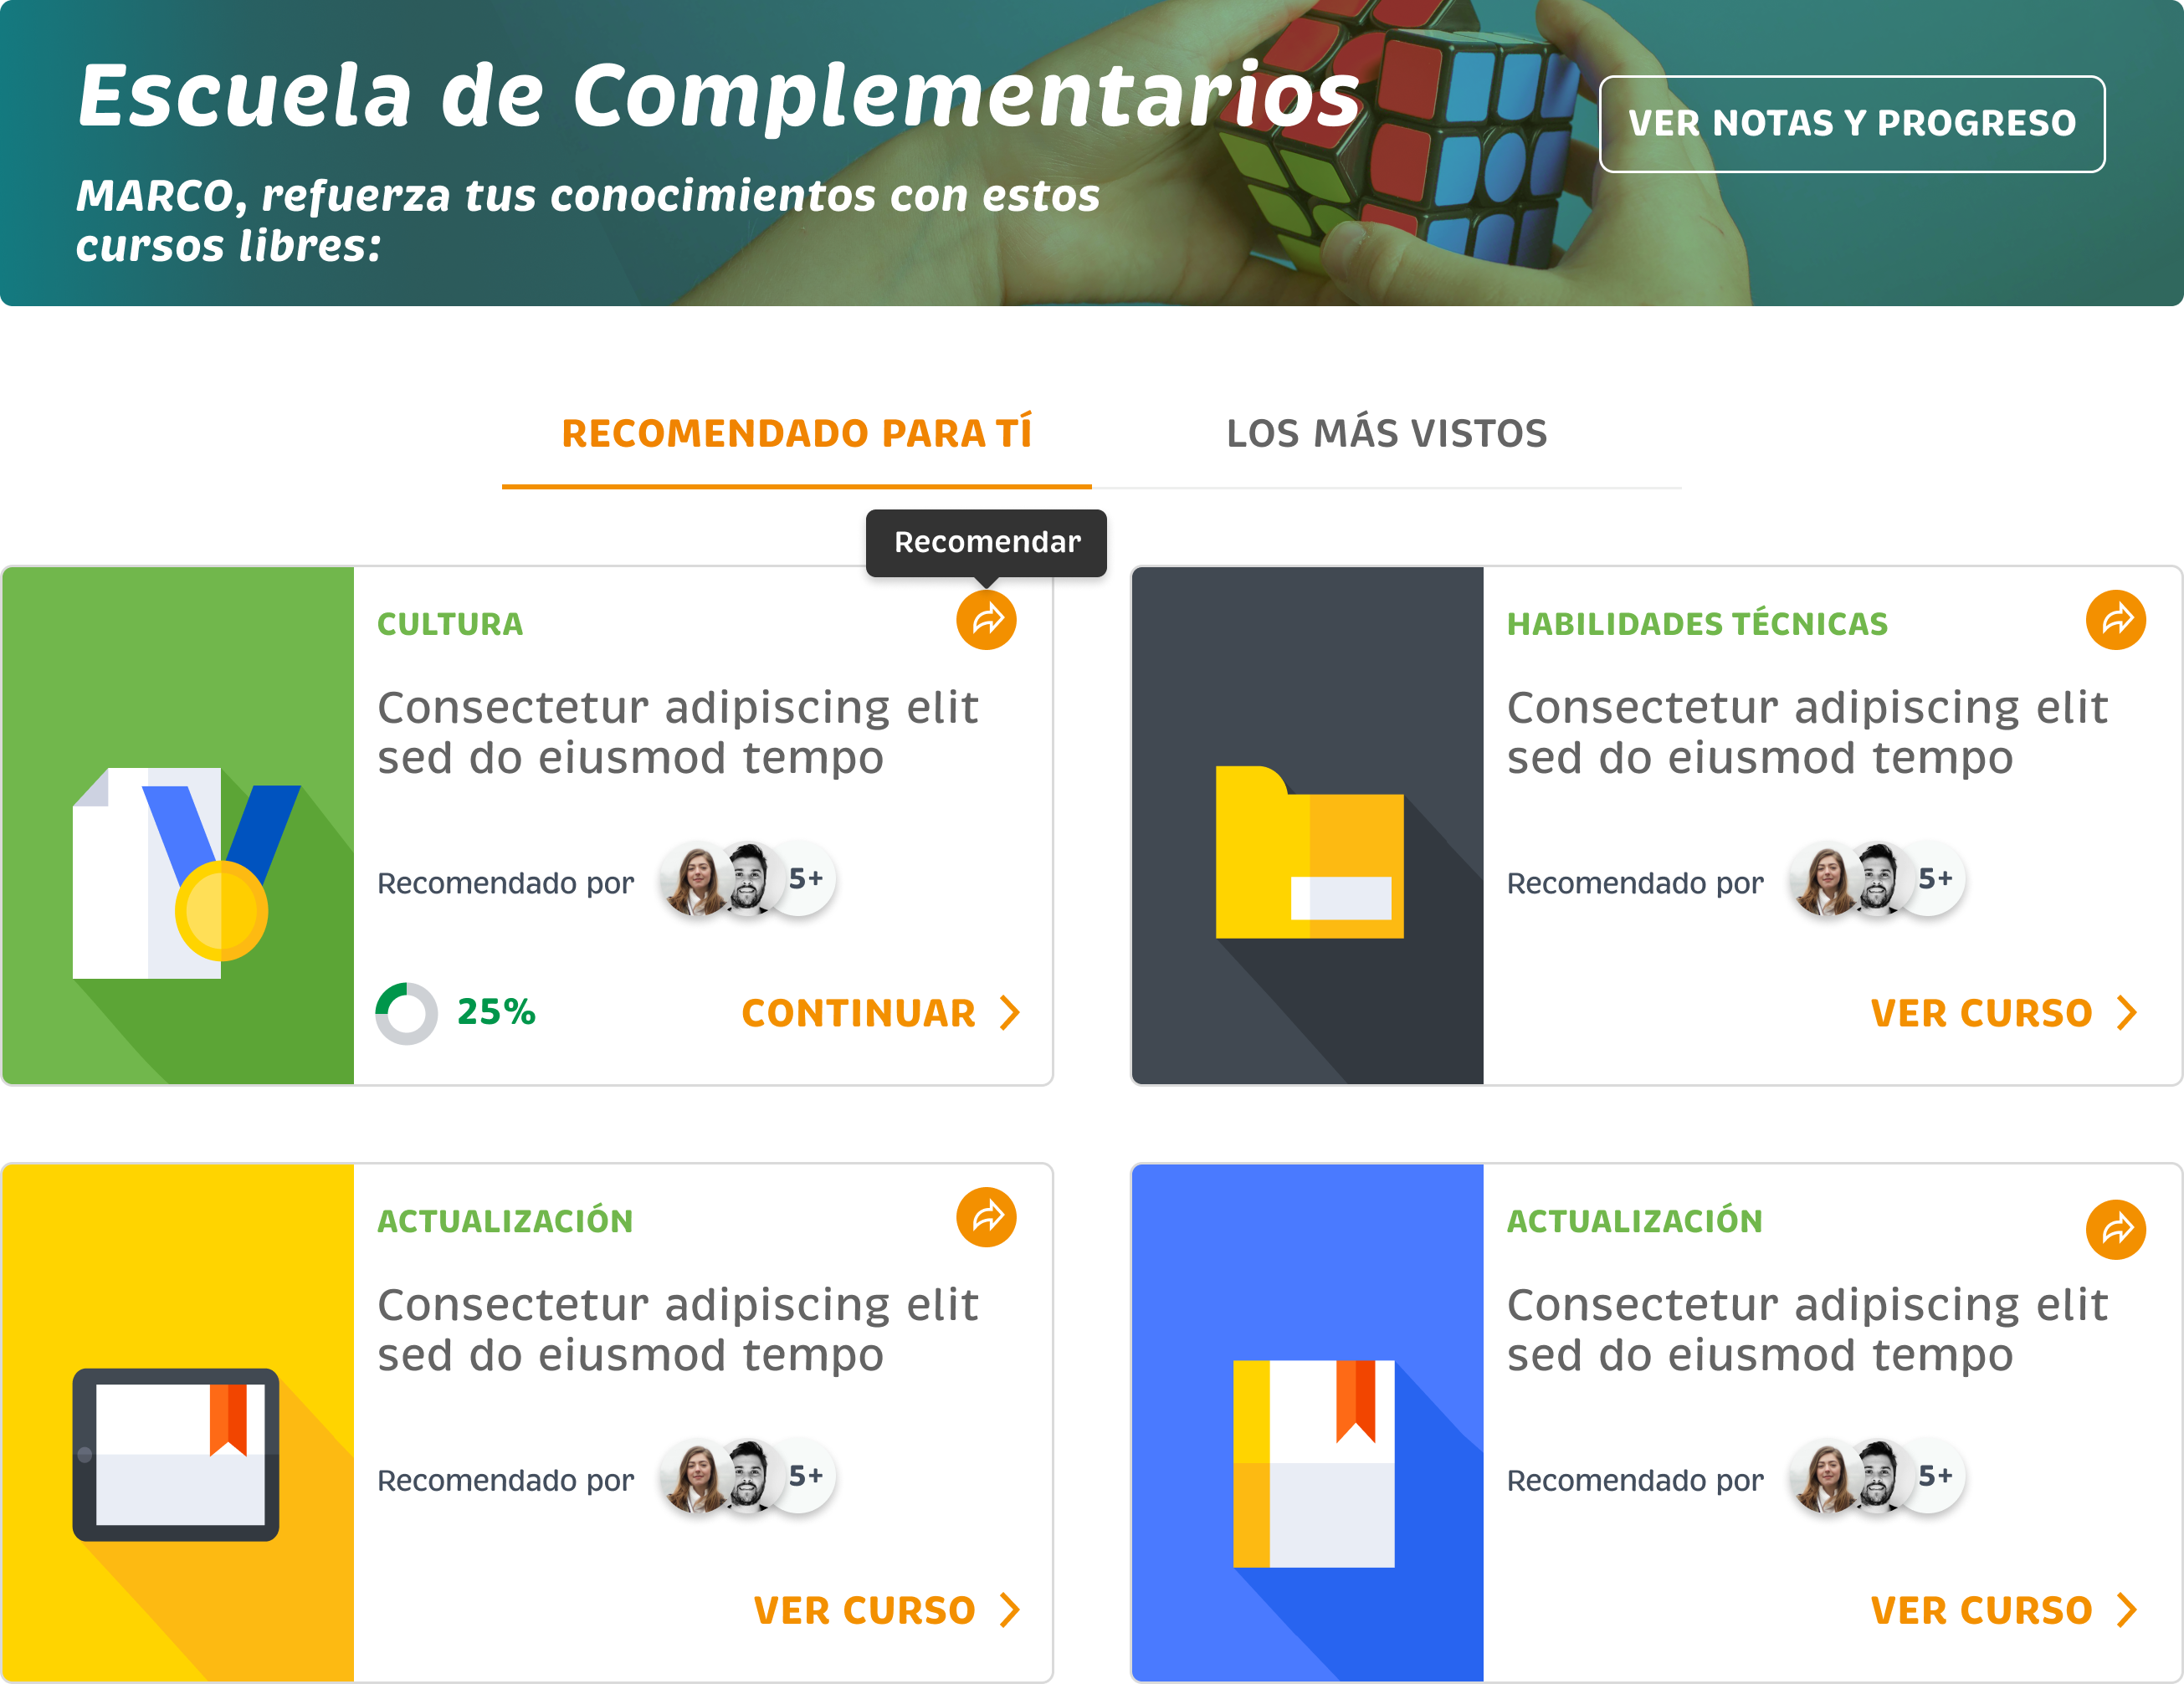 Escuela de Complementarios
VER NOTAS Y PROGRESO
MARCO, refuerza tus conocimientos con estos
cursos libres:
RECOMENDADO PARA TÍ
LOS MÁS VISTOS
Recomendar
CULTURA
Consectetur adipiscing elit
sed do eiusmod tempo
Recomendado por
5+
25%
CONTINUAR
HABILIDADES TÉCNICAS
Consectetur adipiscing elit
sed do eiusmod tempo
Recomendado por
5+
VER CURSO
ACTUALIZACIÓN
Consectetur adipiscing elit
sed do eiusmod tempo
Recomendado por
5+
VER CURSO
ACTUALIZACIÓN
Consectetur adipiscing elit
sed do eiusmod tempo
Recomendado por
5+
VER CURSO